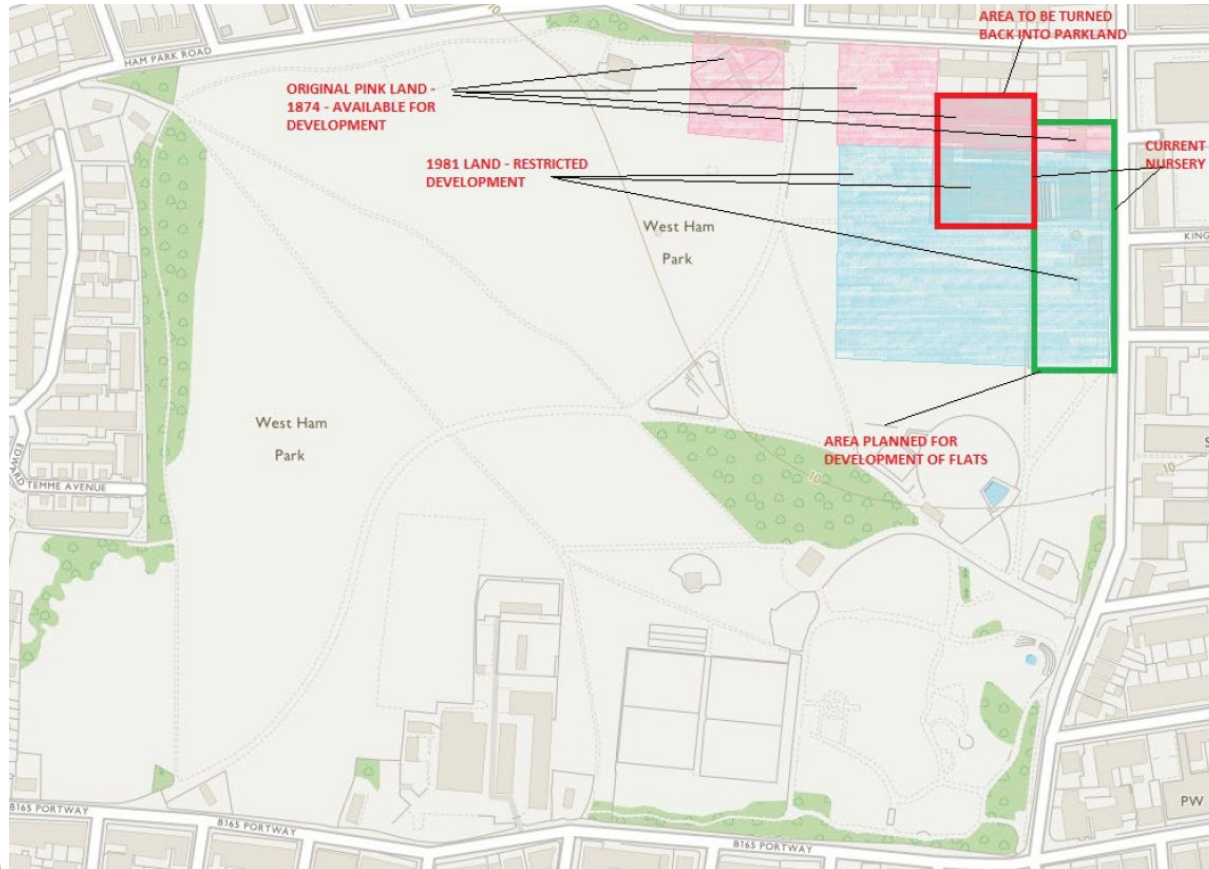 AREA TO BE TURNED
BACK INTO PARKLAND
10
HAM PARK ROAD
ORIGINAL PINK LAND -
1874 - AVAILABLE FOR
DEVELOPMENT
1981 LAND - RESTRICTED
DEVELOPMENT
CURRENT
NURSERY
West Ham
Park
KING
West Ham
Park
AREA PLANNED FOR
DEVELOPMENT OF FLATS
10
10
S
EDWARD
TEMME AVENUE
PW
B165 PORTWAY
B165 PORTWAY
B165 PORTWAY